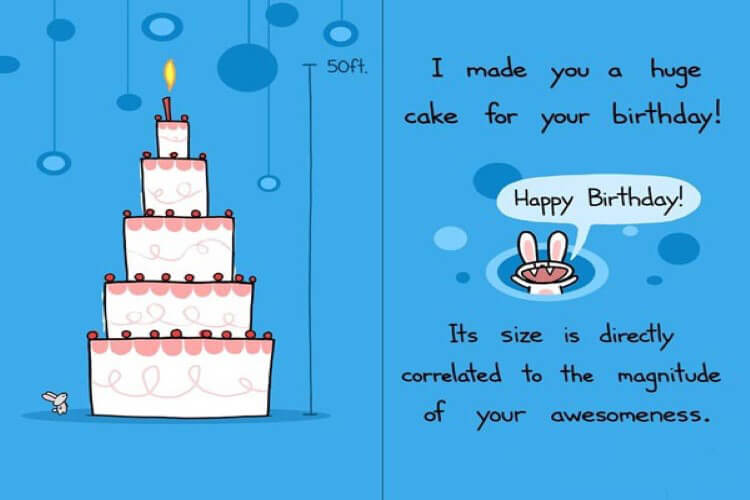 50ft.
I made you a huge
cake for your birthday!
Happy Birthday!
Its size is directly
correlated to the magnitude
of your awesomeness.